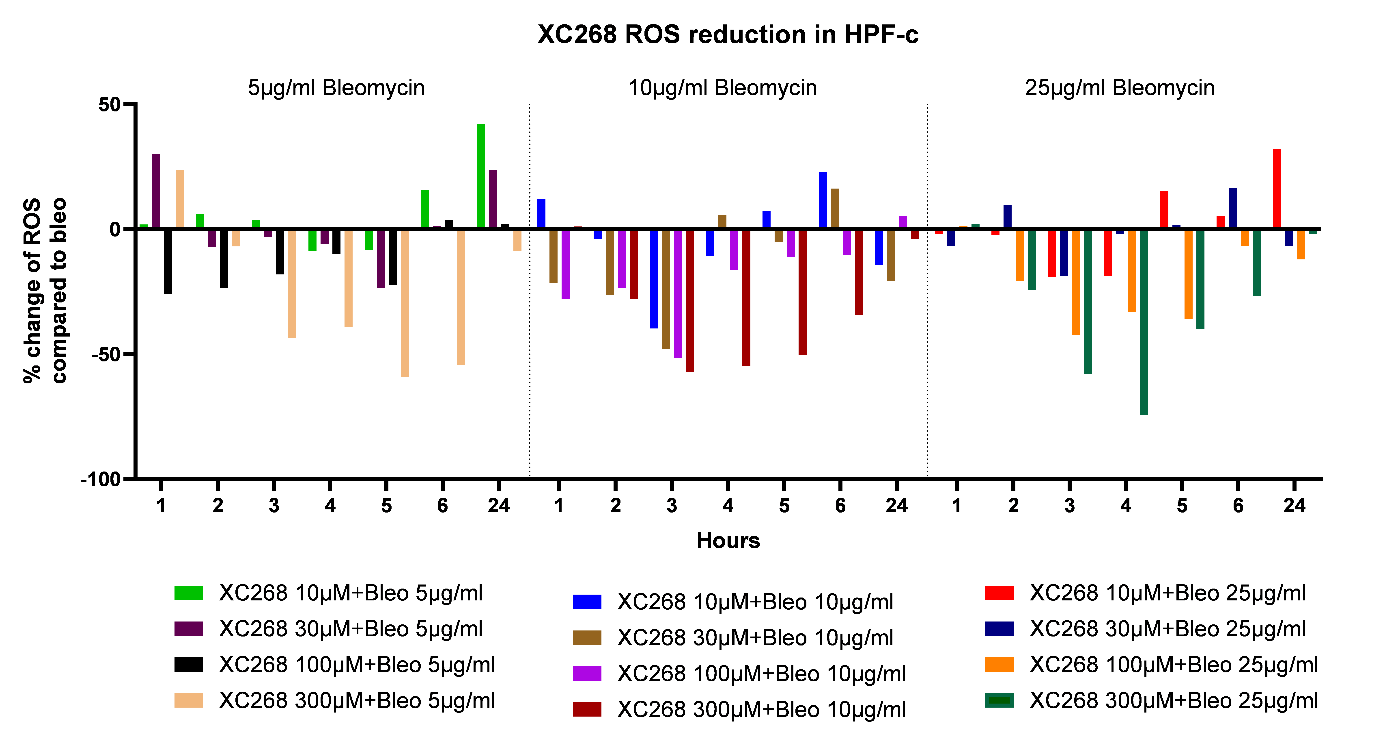 XC268 ROS reduction in HPF-c
5µg/ml Bleomycin
10µg/ml Bleomycin
25µg/ml Bleomycin
% change of ROS
compared to bleo
50
0
-50
-100
1 2 3 4 5 6 24 1 2 3 4 5 6 24 1 2 3 4 5 6 24
Hours
XC268 10µM+Bleo 5µg/ml
XC268 30µM+Bleo 5µg/ml
XC268 100µM+Bleo 5µg/ml
XC268 300µM+Bleo 5µg/ml
XC268 10µM+Bleo 10µg/ml
XC268 30µM+Bleo 10µg/ml
XC268 100µM+Bleo 10µg/ml
XC268 300µM+Bleo 10µg/ml
XC268 10µM+Bleo 25µg/ml
XC268 30µM+Bleo 25µg/ml
XC268 100µM+Bleo 25µg/ml
XC268 300µM+Bleo 25µg/ml